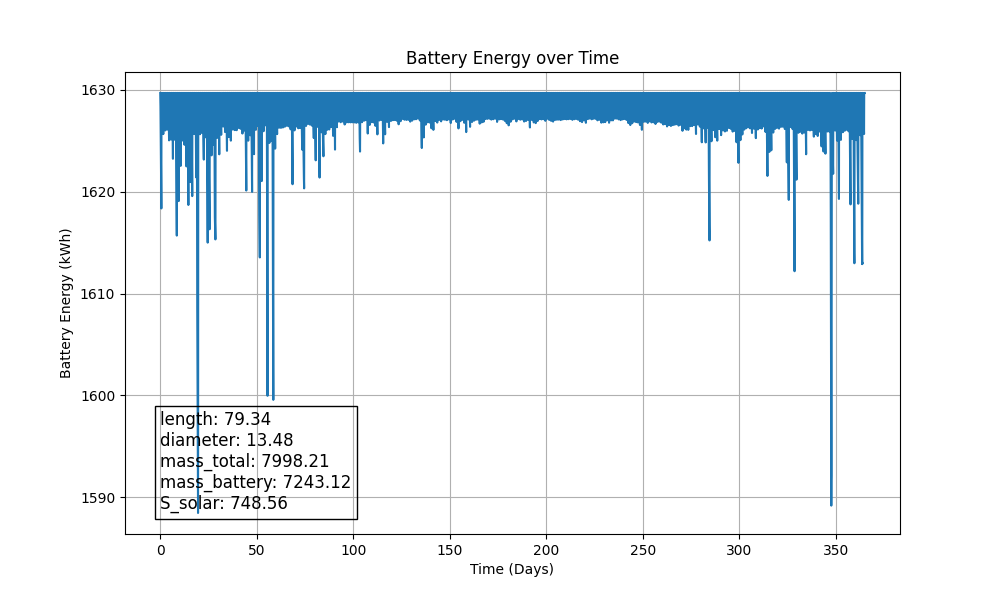 Battery Energy over Time
Battery Energy (kWh)
1630
1620
1610
1600
1590
length: 79.34
diameter: 13.48
mass_total: 7998.21
mass_battery: 7243.12
S_solar: 748.56
0 50 100 150 200 250 300 350
Time (Days)